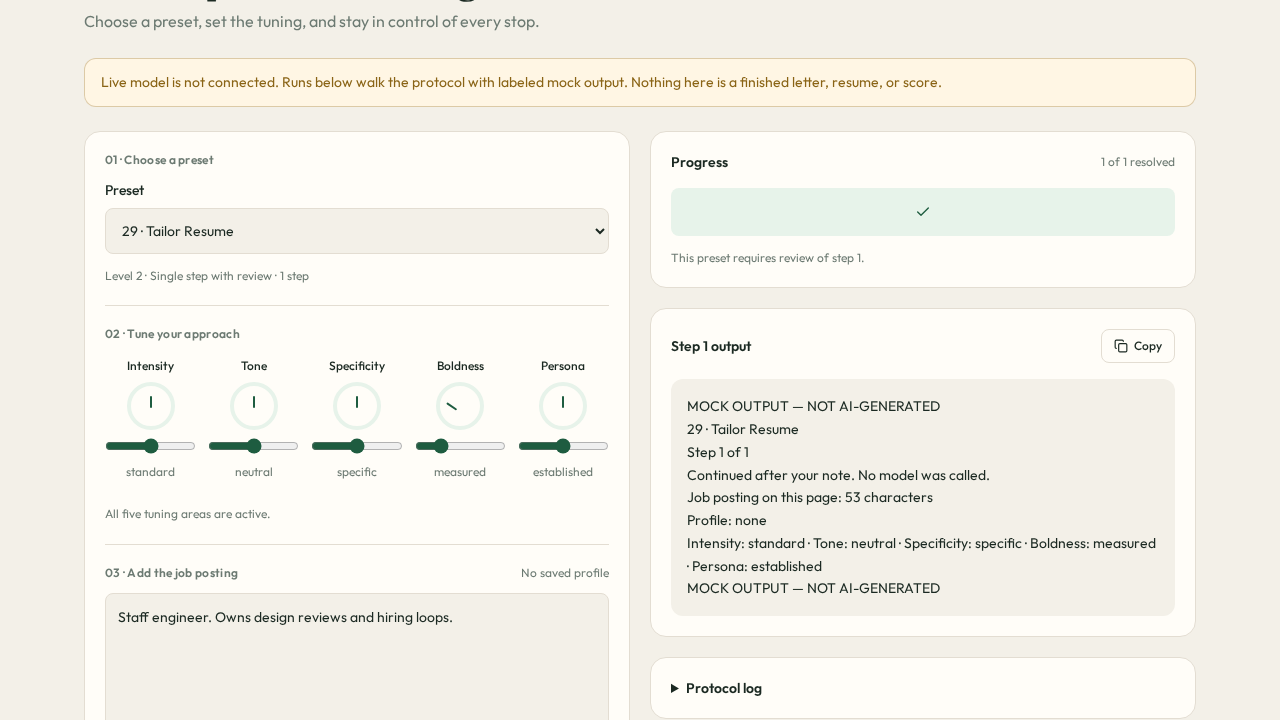 Choose a preset, set the tuning, and stay in control of every stop.
Live model is not connected. Runs below walk the protocol with labeled mock output. Nothing here is a finished letter, resume, or score.
01 · Choose a preset
Preset
29 · Tailor Resume
Level 2 · Single step with review · 1 step
02 · Tune your approach
Intensity Tone Specificity Boldness Persona
standard neutral specific measured established
All five tuning areas are active.
03 · Add the job posting No saved profile
Staff engineer. Owns design reviews and hiring loops.
Progress 1 of 1 resolved
This preset requires review of step 1.
Step 1 output Copy
MOCK OUTPUT — NOT AI-GENERATED
29 · Tailor Resume
Step 1 of 1
Continued after your note. No model was called.
Job posting on this page: 53 characters
Profile: none
Intensity: standard · Tone: neutral · Specificity: specific · Boldness: measured
· Persona: established
MOCK OUTPUT — NOT AI-GENERATED
Protocol log